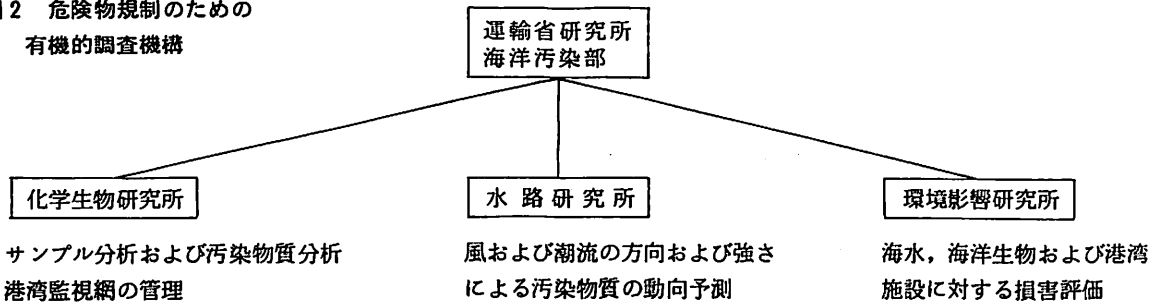 図2 危険物規制のための
有機的調査機構
運輸省研究所
海洋汚染部
化学生物研究所
水路研究所
環境影響研究所
サンプル分析および汚染物質分析
港湾監視網の管理
風および潮流の方向および強さ
による汚染物質の動向予測
海水，海洋生物および港湾
施設に対する損害評価